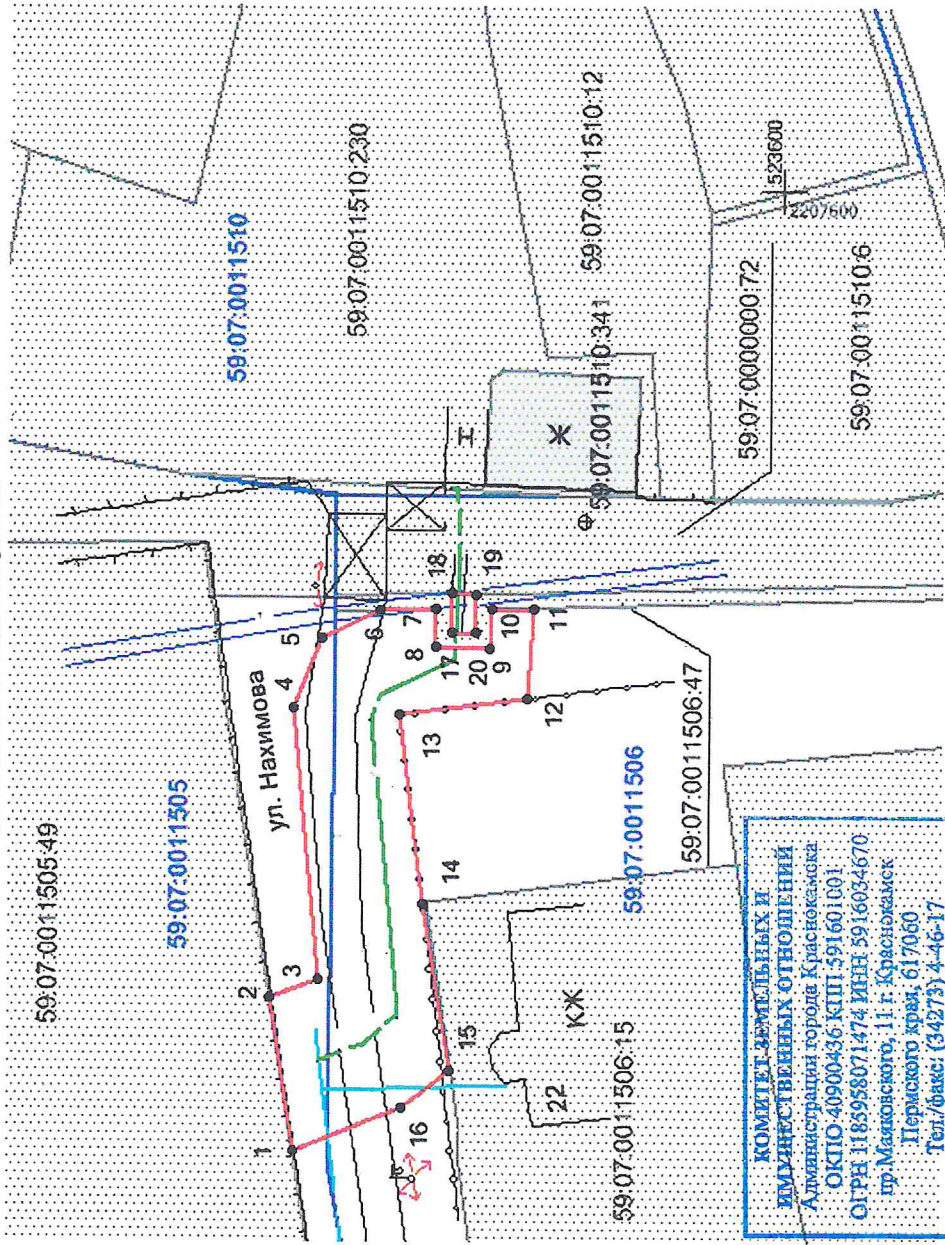 59:07:0011505:49
59:07:0011505
59:07:0011510
59:07:0011510:230
59:07:0011510:12
ул. Нахимова
1
2
3
4
5
6
7
8
9
10
11
12
13
14
15
16
17
18
19
20
Н
Ж
59:07:0011510:341
523600
2207600
59:07:0000000:72
59:07:0011510:6
59:07:0011506
59:07:0011506:47
59:07:0011506:15
22
КЖ
КОМИТЕТ ЗЕМЕЛЬНЫХ И
ИМУЩЕСТВЕННЫХ ОТНОШЕНИЙ
Администрации города Краснокамска
ОКПО 40900436 КПП 591601001
ОГРН 1185958071474 ИНН 5916034670
пр.Маяковского, 11 г. Краснокамск
Пермского края, 617060
Тел./факс (34273) 4-46-17